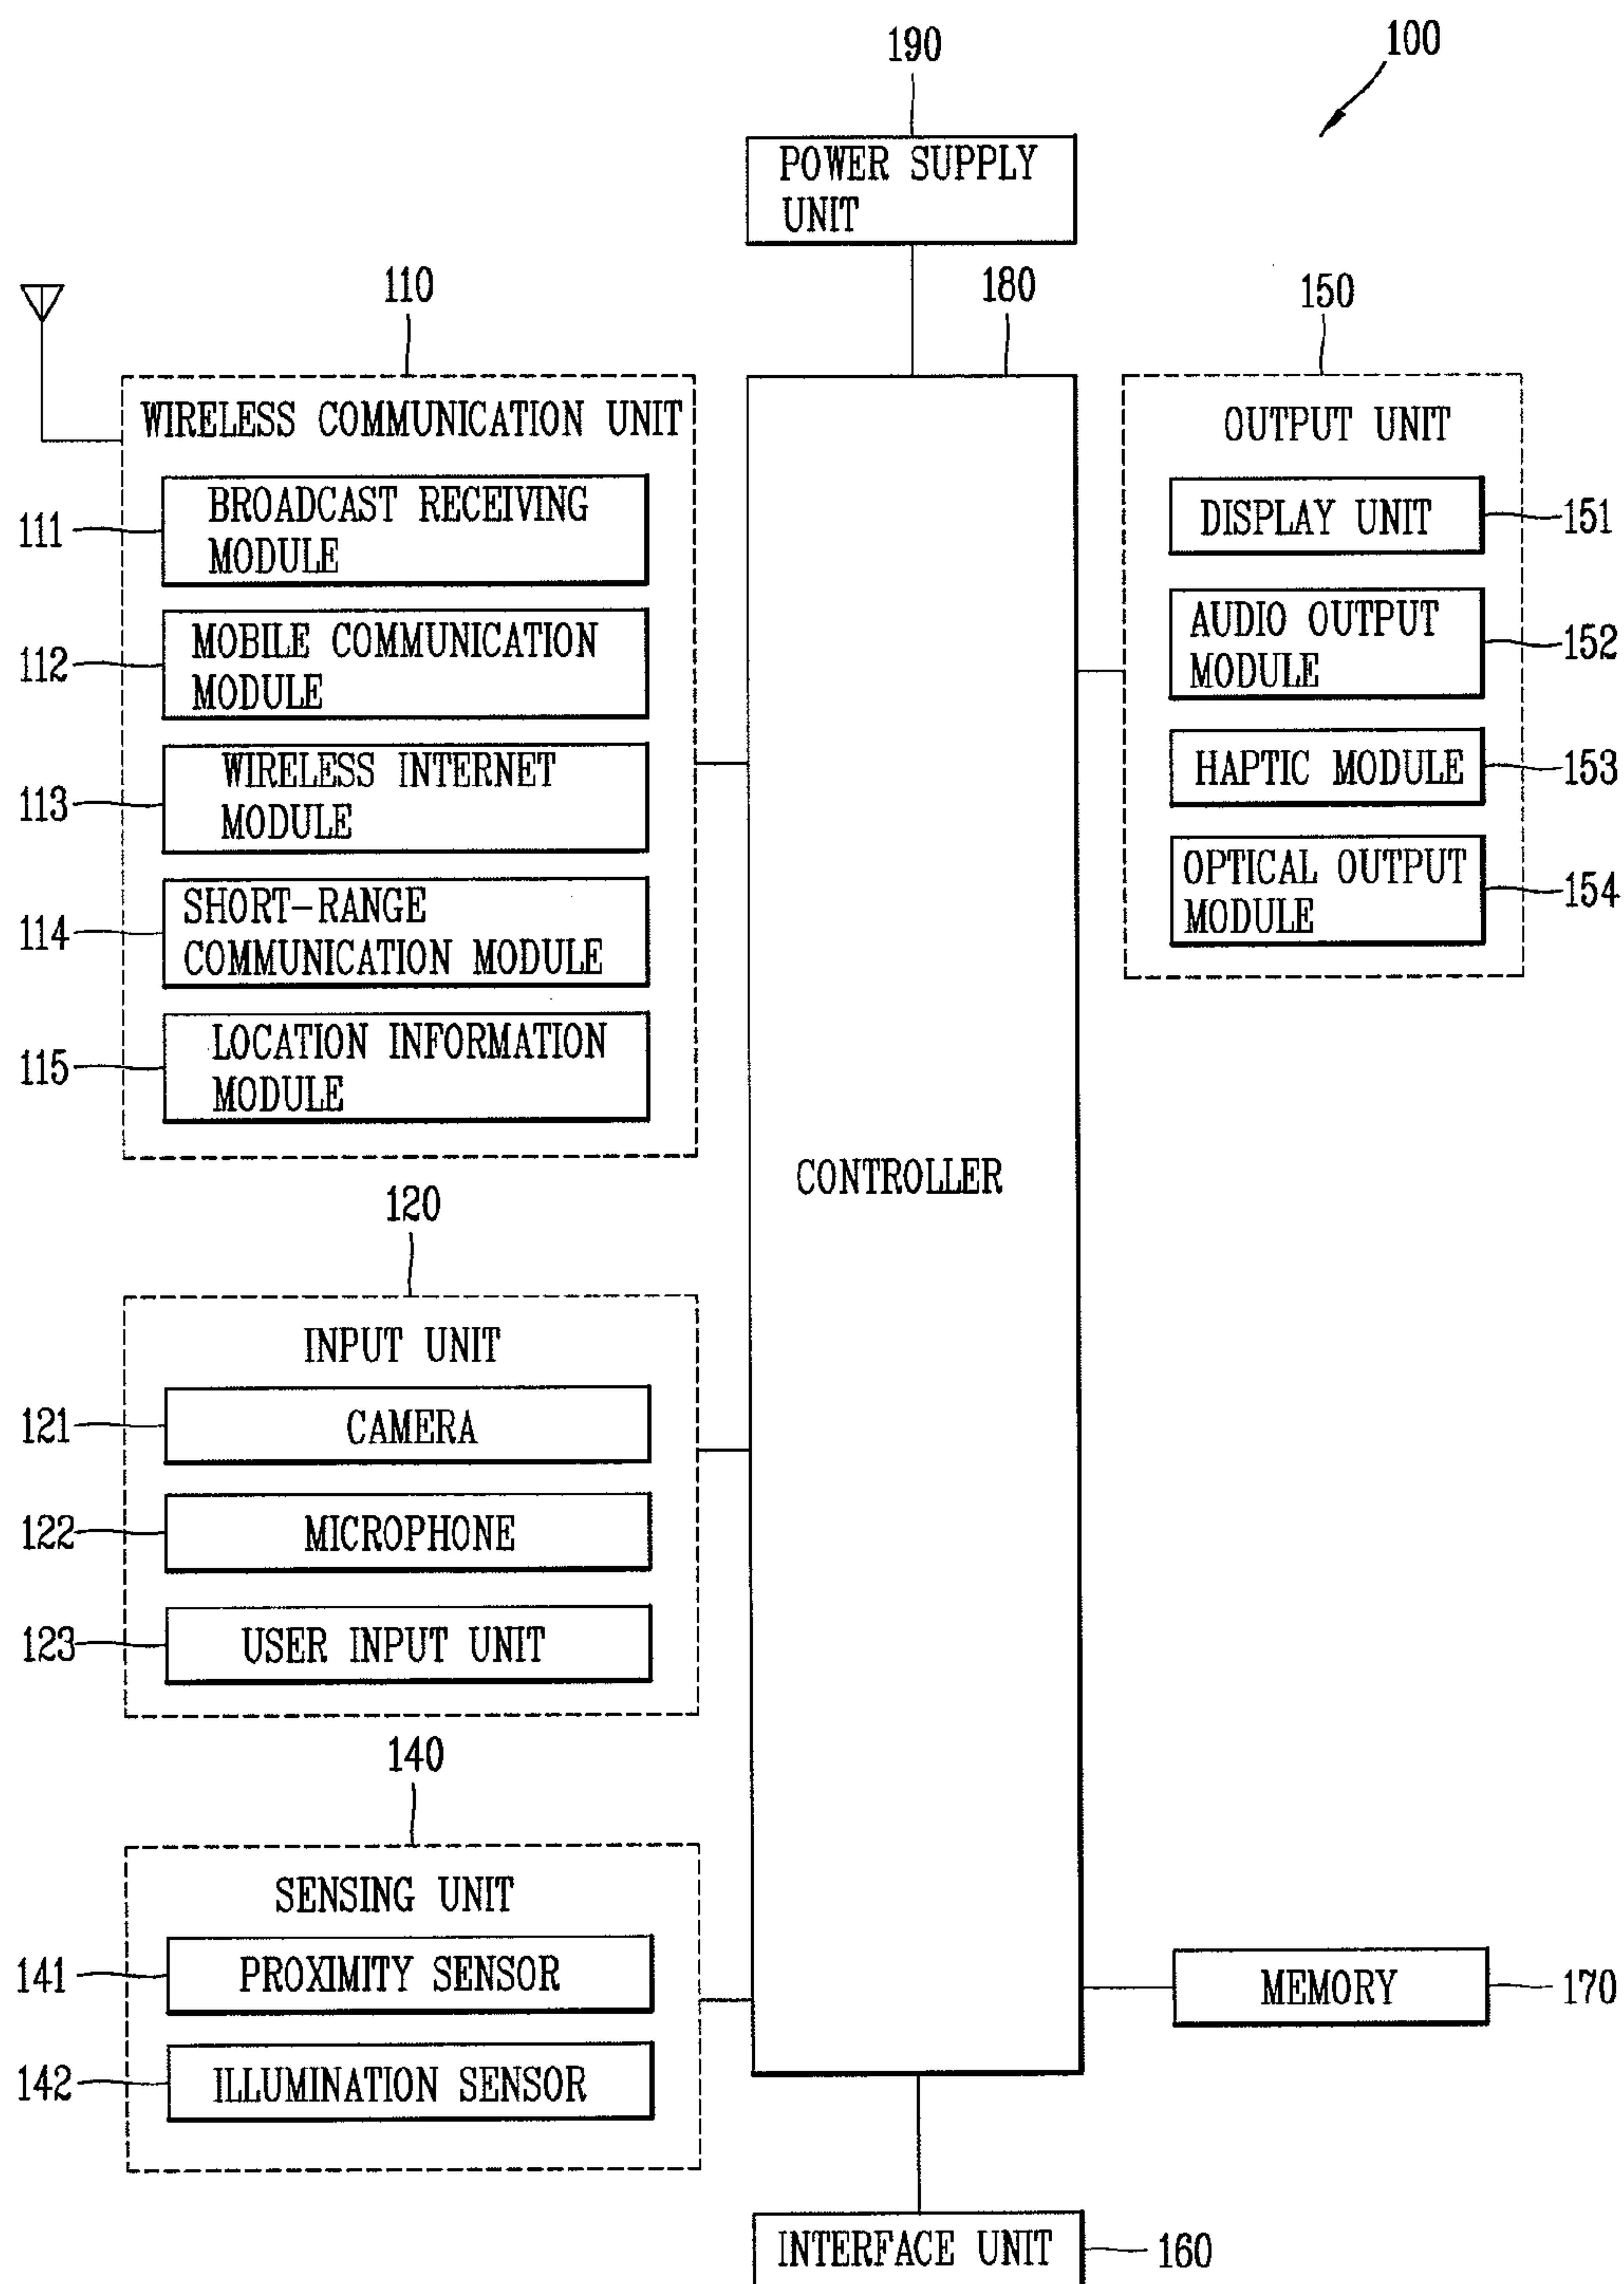 100
190
POWER SUPPLY
UNIT
110
180
150
WIRELESS COMMUNICATION UNIT
111
BROADCAST RECEIVING
MODULE
112
MOBILE COMMUNICATION
MODULE
113
WIRELESS INTERNET
MODULE
114
SHORT-RANGE
COMMUNICATION MODULE
115
LOCATION INFORMATION
MODULE
CONTROLLER
OUTPUT UNIT
DISPLAY UNIT
151
AUDIO OUTPUT
MODULE
152
HAPTIC MODULE
153
OPTICAL OUTPUT
MODULE
154
120
INPUT UNIT
121
CAMERA
122
MICROPHONE
123
USER INPUT UNIT
140
SENSING UNIT
141
PROXIMITY SENSOR
142
ILLUMINATION SENSOR
MEMORY
170
INTERFACE UNIT
160